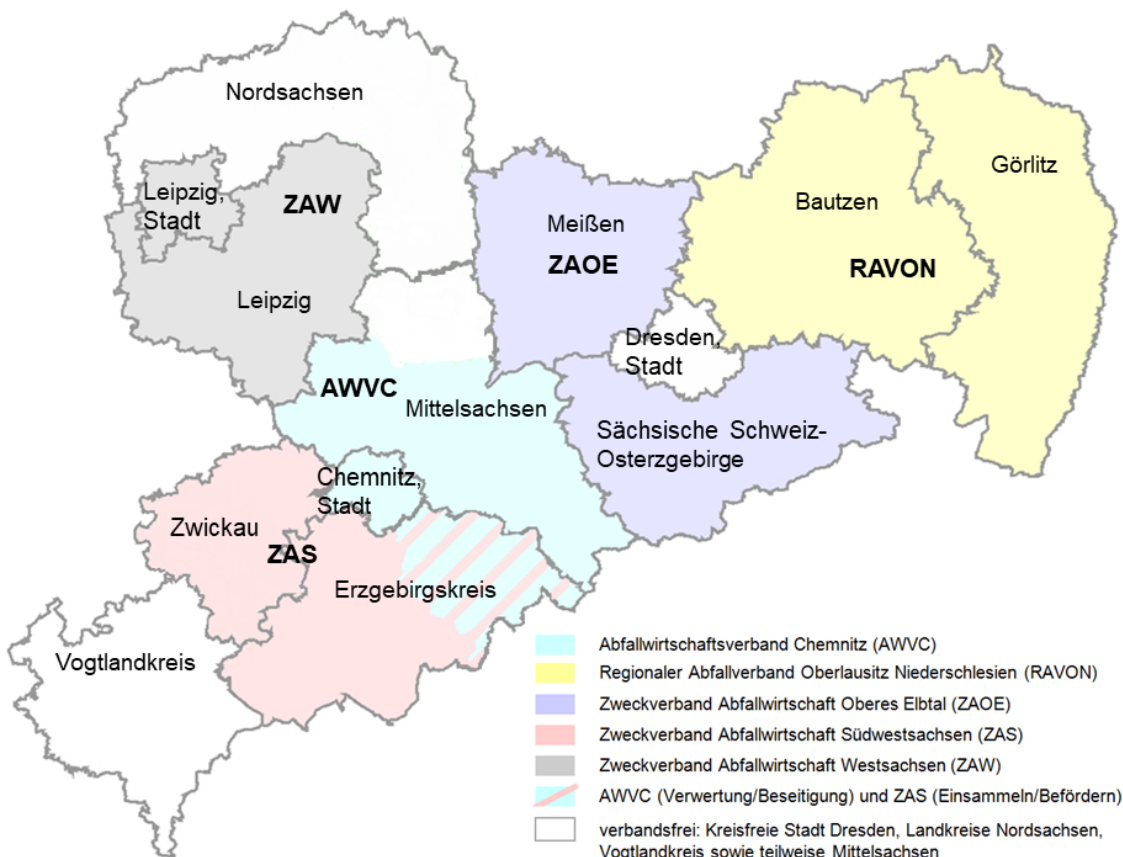 Nordsachsen
Görlitz
Leipzig,
Stadt
ZAW
Bautzen
Meißen
ZAOE
RAVON
Leipzig
Dresden,
Stadt
AWVC
Mittelsachsen
Sächsische Schweiz-
Osterzgebirge
Chemnitz,
Stadt
Zwickau
ZAS
Erzgebirgskreis
Vogtlandkreis
Abfallwirtschaftsverband Chemnitz (AWVC)
Regionaler Abfallverband Oberlausitz Niederschlesien (RAVON)
Zweckverband Abfallwirtschaft Oberes Elbtal (ZAOE)
Zweckverband Abfallwirtschaft Südwestsachsen (ZAS)
Zweckverband Abfallwirtschaft Westsachsen (ZAW)
AWVC (Verwertung/Beseitigung) und ZAS (Einsammeln/Befördern)
verbandsfrei: Kreisfreie Stadt Dresden, Landkreise Nordsachsen,
Vogtlandkreis sowie teilweise Mittelsachsen